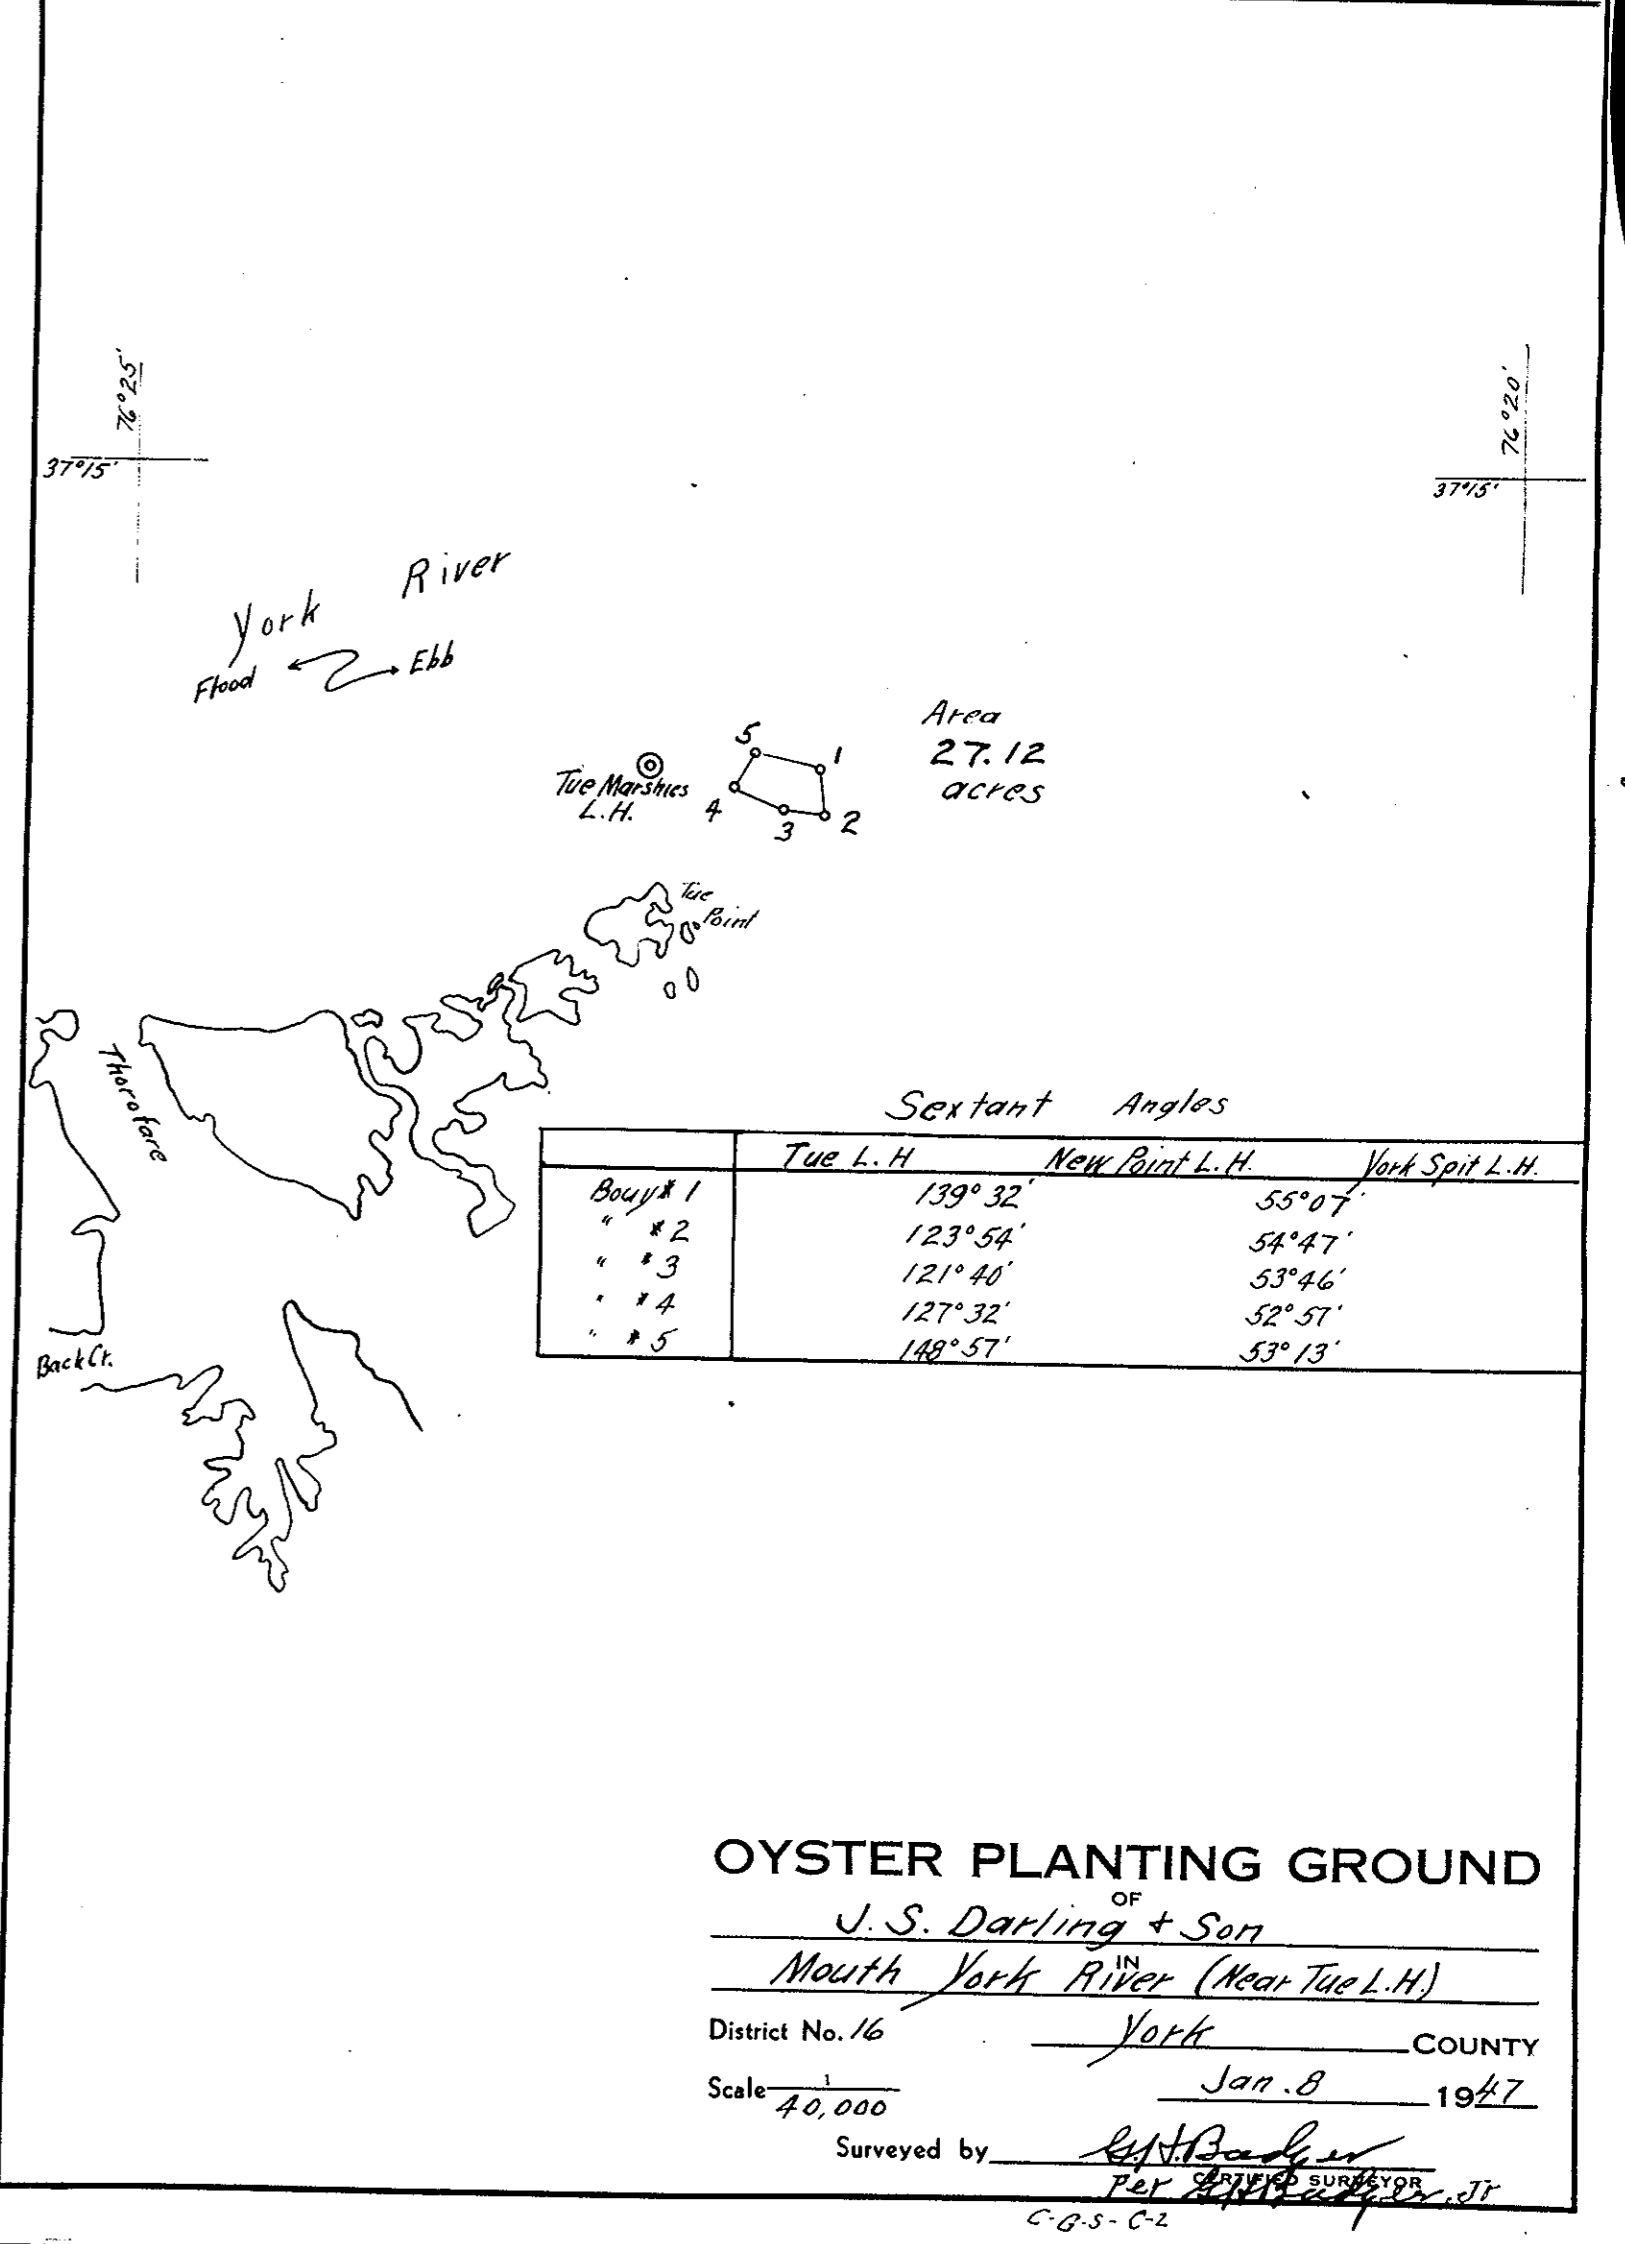 76°25'
37°15'
76°20'
37°15'
York River
Flood Ebb
Area
27.12
acres
5
1
Tue Marshies
L.H.
4
3
2
Tue
Point
Thorofare
Back Cr.
Sextant Angles
Tue L.H New Point L.H. York Spit L.H.
Bouy # 1 139° 32' 55° 07'
" # 2 123° 54' 54° 47'
" # 3 121° 40' 53° 46'
" # 4 127° 32' 52° 57'
" # 5 148° 57' 53° 13'
OYSTER PLANTING GROUND
OF
J. S. Darling + Son
IN
Mouth York River (Near Tue L.H.)
District No. 16 York COUNTY
Scale 1/40,000 Jan. 8 1947
Surveyed by G.H. Badger
CERTIFIED SURVEYOR
Per G.H. Badger, Jr
C-G-S-C-2